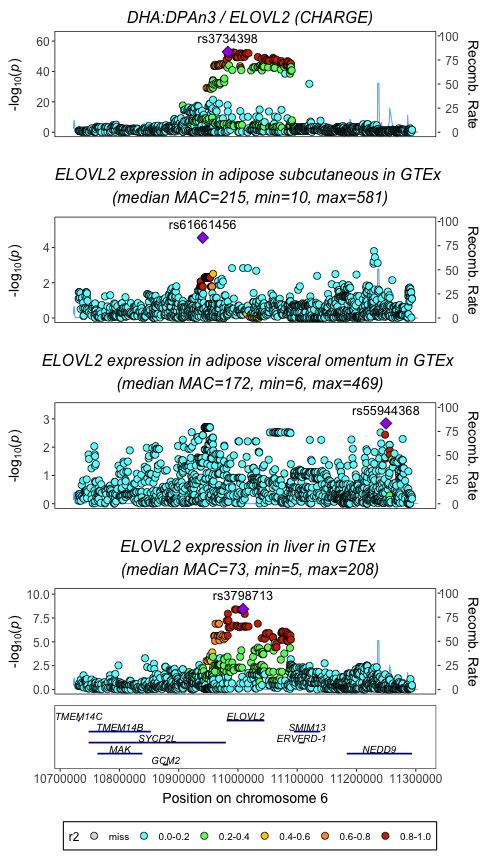 DHA:DPAn3 / ELOVL2 (CHARGE)
rs3734398
-log10(p)
60
40
20
0
100
75
50
25
0
Recomb. Rate
ELOVL2 expression in adipose subcutaneous in GTEx
(median MAC=215, min=10, max=581)
rs61661456
-log10(p)
4
2
0
100
75
50
25
0
Recomb. Rate
ELOVL2 expression in adipose visceral omentum in GTEx
(median MAC=172, min=6, max=469)
rs55944368
-log10(p)
3
2
1
0
100
75
50
25
0
Recomb. Rate
ELOVL2 expression in liver in GTEx
(median MAC=73, min=5, max=208)
rs3798713
-log10(p)
10.0
7.5
5.0
2.5
0.0
100
75
50
25
0
Recomb. Rate
TMEM14C ELOVL2
TMEM14B SMIM13
SYCP2L ERVFRD-1
MAK NEDD9
GCM2
10700000 10800000 10900000 11000000 11100000 11200000 11300000
Position on chromosome 6
r2 miss 0.0-0.2 0.2-0.4 0.4-0.6 0.6-0.8 0.8-1.0